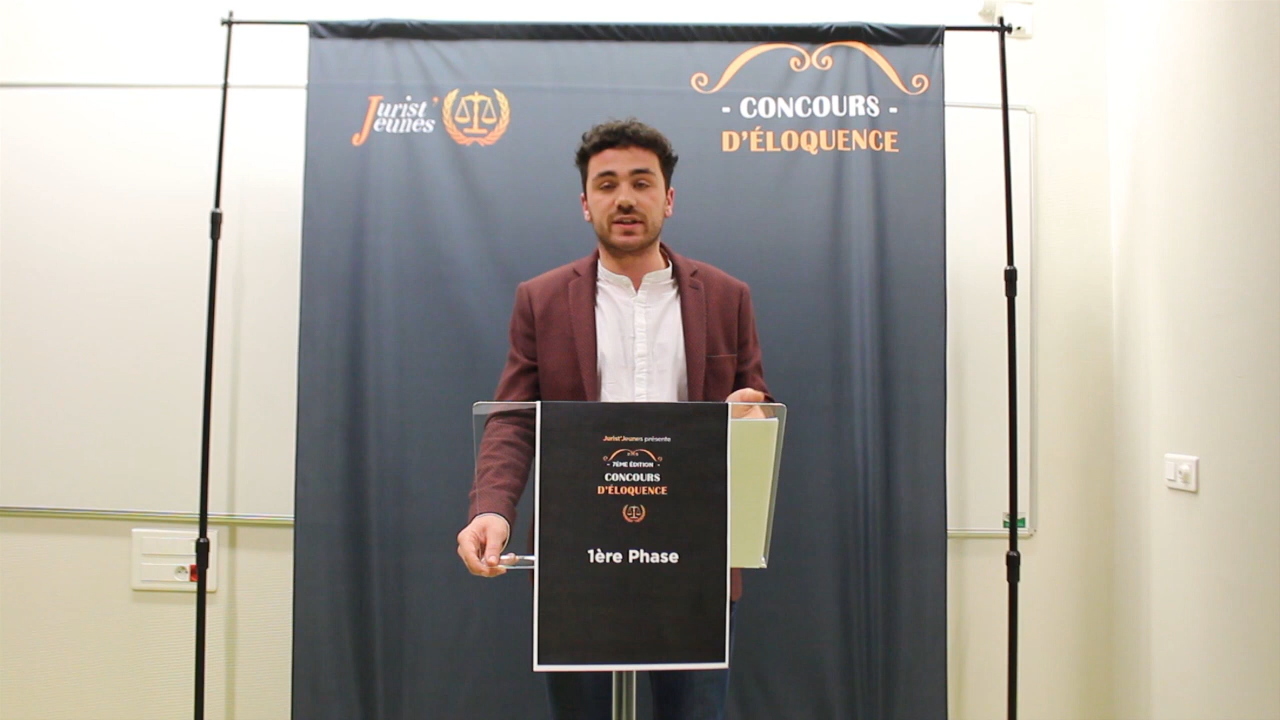 Jurist'
Jeunes
- CONCOURS -
D'ÉLOQUENCE
Jurist'Jeunes présente
- 7ÈME ÉDITION -
CONCOURS
D'ÉLOQUENCE
1ère Phase